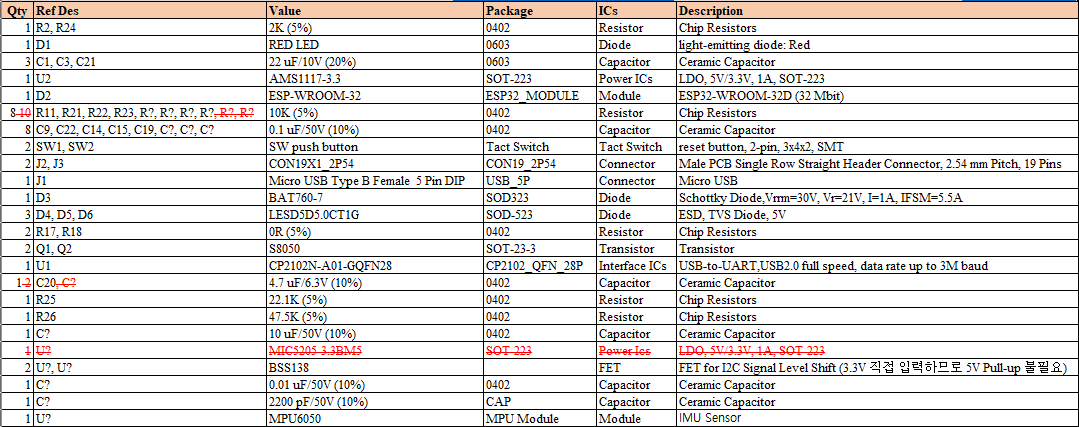 Qty Ref Des Value Package ICs Description
1 R2, R24 2K (5%) 0402 Resistor Chip Resistors
1 D1 RED LED 0603 Diode light-emitting diode: Red
3 C1, C3, C21 22 uF/10V (20%) 0603 Capacitor Ceramic Capacitor
1 U2 AMS1117-3.3 SOT-223 Power ICs LDO, 5V/3.3V, 1A, SOT-223
1 D2 ESP-WROOM-32 ESP32_MODULE Module ESP32-WROOM-32D (32 Mbit)
8 10 R11, R21, R22, R23, R?, R?, R?, R?, R?, R? 10K (5%) 0402 Resistor Chip Resistors
8 C9, C22, C14, C15, C19, C?, C?, C? 0.1 uF/50V (10%) 0402 Capacitor Ceramic Capacitor
2 SW1, SW2 SW push button Tact Switch Tact Switch reset button, 2-pin, 3x4x2, SMT
2 J2, J3 CON19X1_2P54 CON19_2P54 Connector Male PCB Single Row Straight Header Connector, 2.54 mm Pitch, 19 Pins
1 J1 Micro USB Type B Female 5 Pin DIP USB_5P Connector Micro USB
1 D3 BAT760-7 SOD323 Diode Schottky Diode,Vrrm=30V, Vr=21V, I=1A, IFSM=5.5A
3 D4, D5, D6 LESD5D5.0CT1G SOD-523 Diode ESD, TVS Diode, 5V
2 R17, R18 0R (5%) 0402 Resistor Chip Resistors
2 Q1, Q2 S8050 SOT-23-3 Transistor Transistor
1 U1 CP2102N-A01-GQFN28 CP2102_QFN_28P Interface ICs USB-to-UART,USB2.0 full speed, data rate up to 3M baud
1 2 C20, C? 4.7 uF/6.3V (10%) 0402 Capacitor Ceramic Capacitor
1 R25 22.1K (5%) 0402 Resistor Chip Resistors
1 R26 47.5K (5%) 0402 Resistor Chip Resistors
1 C? 10 uF/50V (10%) 0402 Capacitor Ceramic Capacitor
1 U? MIC5205-3.3BM5 SOT-223 Power Ics LDO, 5V/3.3V, 1A, SOT-223
2 U?, U? BSS138 FET FET for I2C Signal Level Shift (3.3V 직접 입력하므로 5V Pull-up 불필요)
1 C? 0.01 uF/50V (10%) 0402 Capacitor Ceramic Capacitor
1 C? 2200 pF/50V (10%) CAP Capacitor Ceramic Capacitor
1 U? MPU6050 MPU Module Module IMU Sensor